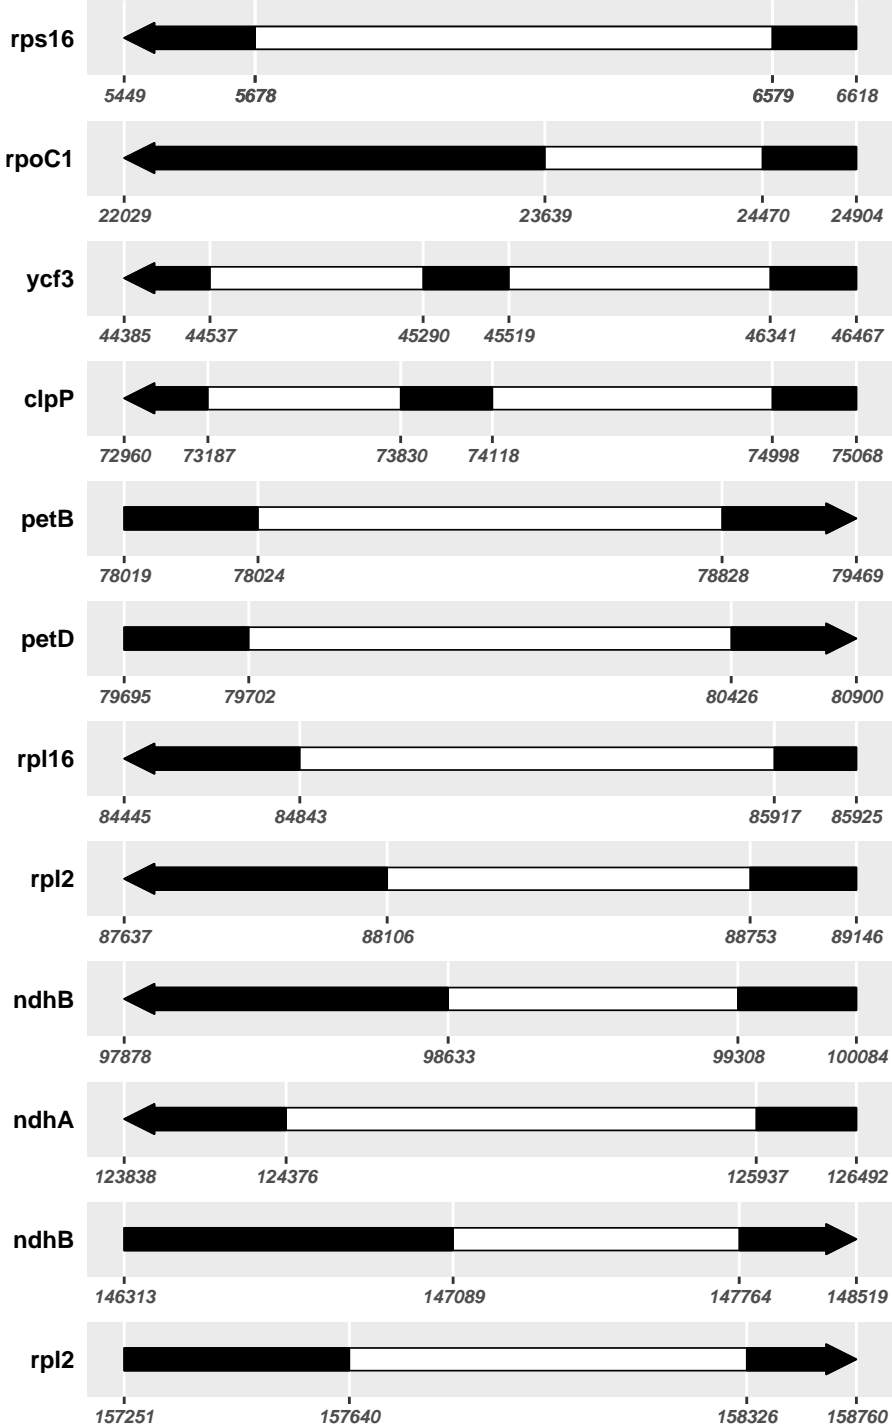 rps16
5449 5678 6579 6618
rpoC1
22029 23639 24470 24904
ycf3
44385 44537 45290 45519 46341 46467
clpP
72960 73187 73830 74118 74998 75068
petB
78019 78024 78828 79469
petD
79695 79702 80426 80900
rpl16
84445 84843 85917 85925
rpl2
87637 88106 88753 89146
ndhB
97878 98633 99308 100084
ndhA
123838 124376 125937 126492
ndhB
146313 147089 147764 148519
rpl2
157251 157640 158326 158760